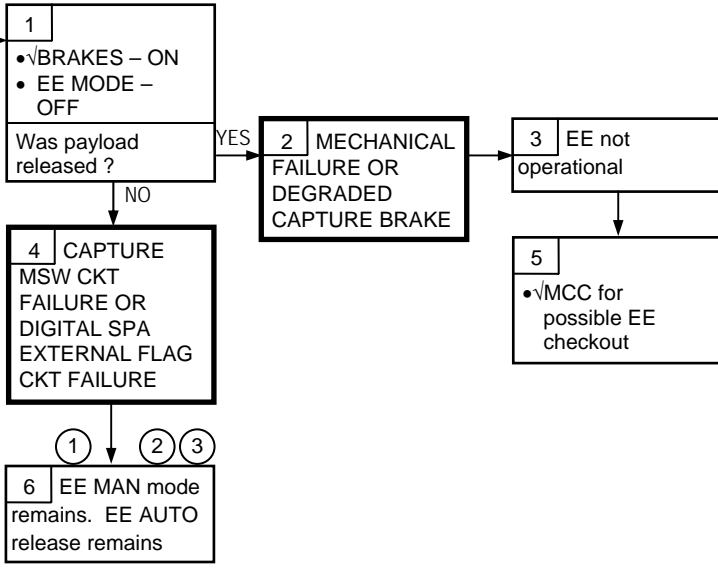 1
•√BRAKES – ON
• EE MODE –
OFF
Was payload
released ?
YES
NO
2 MECHANICAL
FAILURE OR
DEGRADED
CAPTURE BRAKE
3 EE not
operational
4 CAPTURE
MSW CKT
FAILURE OR
DIGITAL SPA
EXTERNAL FLAG
CKT FAILURE
5
•√MCC for
possible EE
checkout
1 2 3
6 EE MAN mode
remains. EE AUTO
release remains